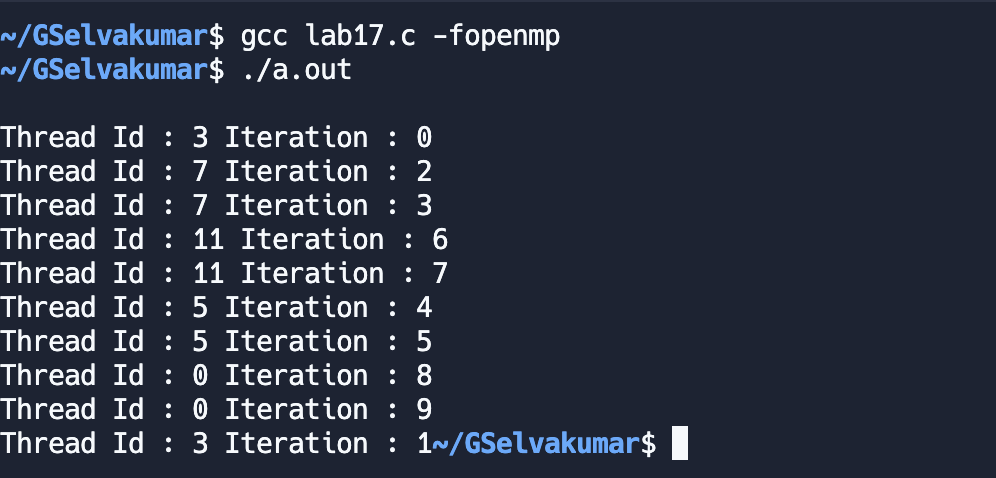 ~/GSelvakumar$ gcc lab17.c -fopenmp
~/GSelvakumar$ ./a.out
Thread Id : 3 Iteration : 0
Thread Id : 7 Iteration : 2
Thread Id : 7 Iteration : 3
Thread Id : 11 Iteration : 6
Thread Id : 11 Iteration : 7
Thread Id : 5 Iteration : 4
Thread Id : 5 Iteration : 5
Thread Id : 0 Iteration : 8
Thread Id : 0 Iteration : 9
Thread Id : 3 Iteration : 1~/GSelvakumar$